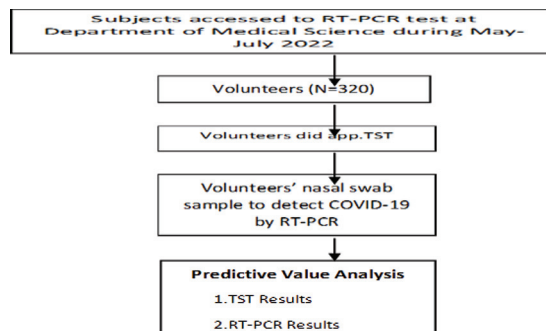 Subjects accessed to RT-PCR test at
Department of Medical Science during May-
July 2022
Volunteers (N=320)
Volunteers did app.TST
Volunteers' nasal swab
sample to detect COVID-19
by RT-PCR
Predictive Value Analysis
1.TST Results
2.RT-PCR Results